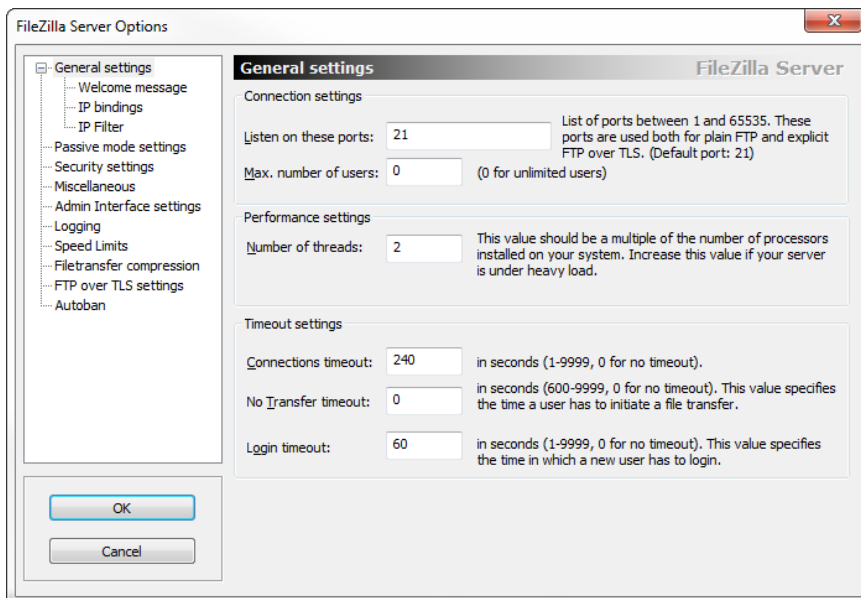 FileZilla Server Options
General settings
Welcome message
IP bindings
IP Filter
Passive mode settings
Security settings
Miscellaneous
Admin Interface settings
Logging
Speed Limits
Filetransfer compression
FTP over TLS settings
Autoban
OK
Cancel
General settings
FileZilla Server
Connection settings
Listen on these ports:
21
List of ports between 1 and 65535. These
ports are used both for plain FTP and explicit
FTP over TLS. (Default port: 21)
Max. number of users:
0
(0 for unlimited users)
Performance settings
Number of threads:
2
This value should be a multiple of the number of processors
installed on your system. Increase this value if your server
is under heavy load.
Timeout settings
Connections timeout:
240
in seconds (1-9999, 0 for no timeout).
No Transfer timeout:
0
in seconds (600-9999, 0 for no timeout). This value specifies
the time a user has to initiate a file transfer.
Login timeout:
60
in seconds (1-9999, 0 for no timeout). This value specifies
the time in which a new user has to login.